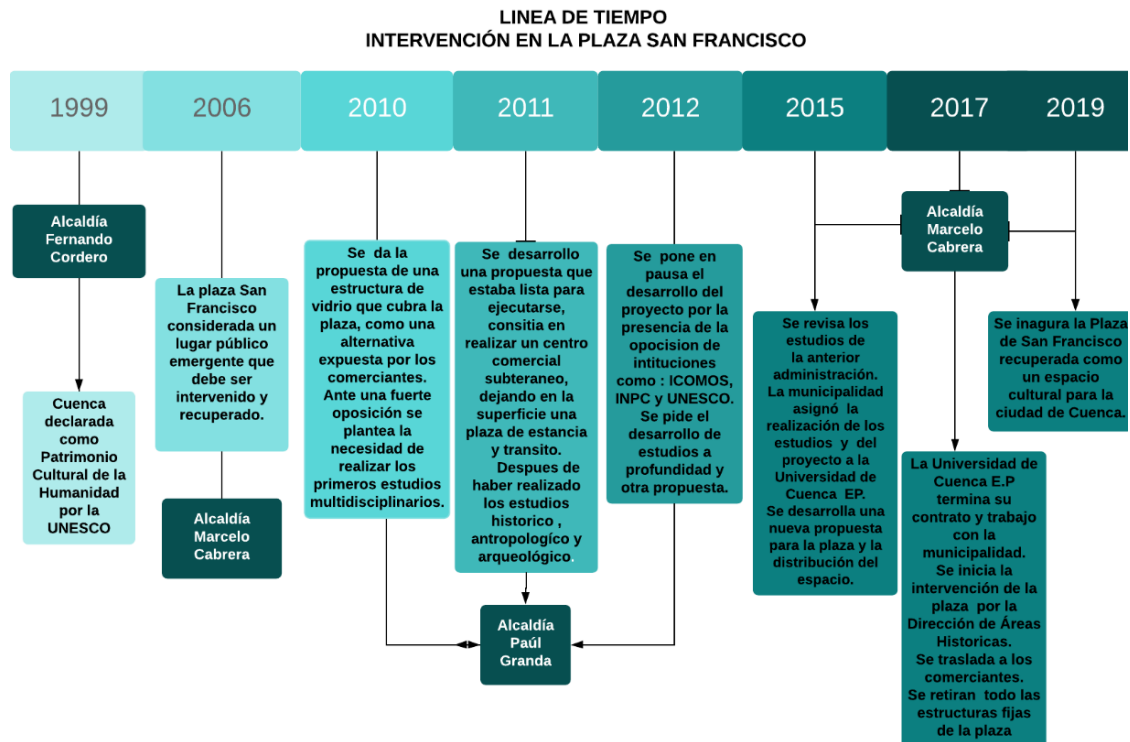 LINEA DE TIEMPO
INTERVENCIÓN EN LA PLAZA SAN FRANCISCO
1999
2006
2010
2011
2012
2015
2017
2019
Alcaldía
Fernando
Cordero
Cuenca declarada
como
Patrimonio
Cultural de la
Humanidad
por la
UNESCO
La plaza San
Francisco
considerada un
lugar público
emergente que
debe ser
intervenido y
recuperado.
Alcaldía
Marcelo
Cabrera
Se da la
propuesta de una
estructura de
vidrio que cubra la
plaza, como una
alternativa
expuesta por los
comerciantes.
Ante una fuerte
oposición se
plantea la
necesidad de
realizar los
primeros estudios
multidisciplinarios.
Se desarrollo
una propuesta que
estaba lista para
ejecutarse,
consitia en
realizar un centro
comercial
subteraneo,
dejando en la
superficie una
plaza de estancia
y transito.
Despues de
haber realizado
los estudios
historico ,
antropologíco y
arqueológico.
Se pone en
pausa el
desarrollo del
proyecto por la
presencia de la
opocision de
intituciones
como : ICOMOS,
INPC y UNESCO.
Se pide el
desarrollo de
estudios a
profundidad y
otra propuesta.
Alcaldía
Paúl
Granda
Se revisa los
estudios de
la anterior
administración.
La municipalidad
asignó la
realización de los
estudios y del
proyecto a la
Universidad de
Cuenca EP.
Se desarrolla una
nueva propuesta
para la plaza y la
distribución del
espacio.
Alcaldía
Marcelo
Cabrera
La Universidad de
Cuenca E.P
termina su
contrato y trabajo
con la
municipalidad.
Se inicia la
intervención de la
plaza por la
Dirección de Áreas
Historicas.
Se traslada a los
comerciantes.
Se retiran todo las
estructuras fijas
de la plaza
Se inagura la Plaza
de San Francisco
recuperada como
un espacio
cultural para la
ciudad de Cuenca.